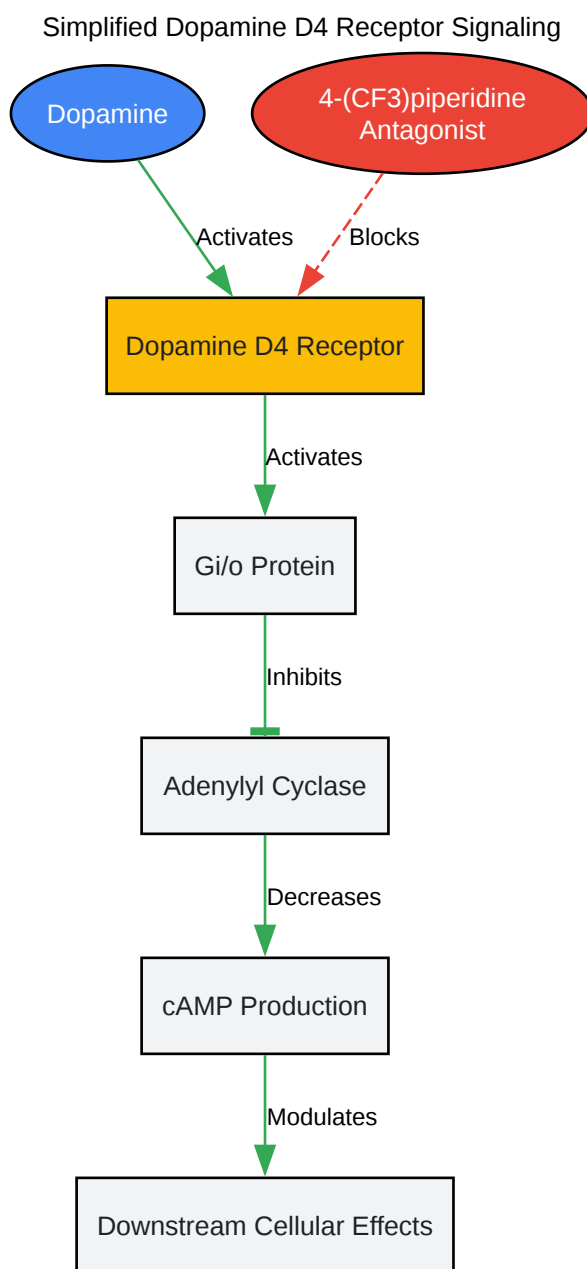 Simplified Dopamine D4 Receptor Signaling
Dopamine
4-(CF3)piperidine
Antagonist
Activates
Blocks
Dopamine D4 Receptor
Activates
Gi/o Protein
Inhibits
Adenylyl Cyclase
Decreases
cAMP Production
Modulates
Downstream Cellular Effects